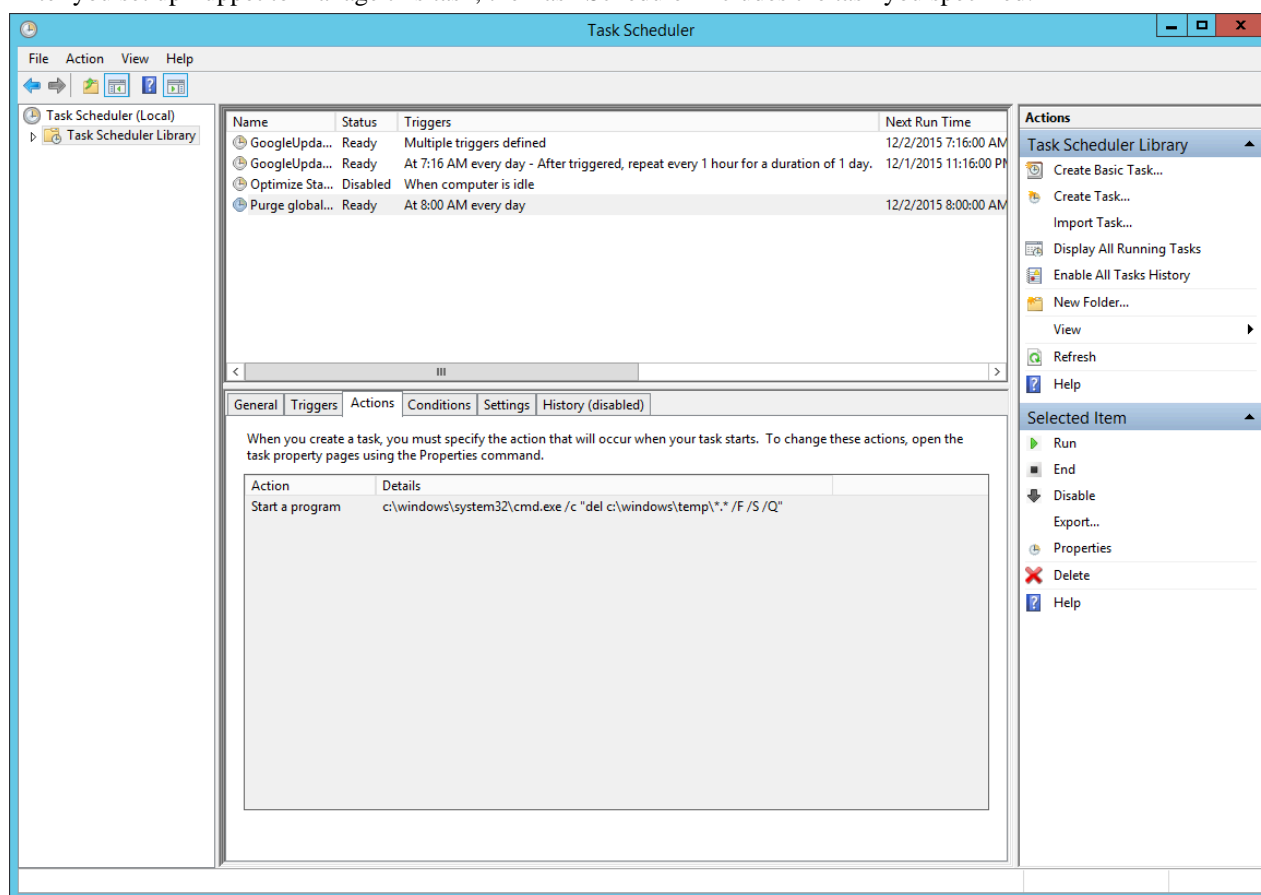 Task Scheduler
File Action View Help
Task Scheduler (Local)
Task Scheduler Library
Name Status Triggers Next Run Time
GoogleUpda... Ready Multiple triggers defined 12/2/2015 7:16:00 AM
GoogleUpda... Ready At 7:16 AM every day - After triggered, repeat every 1 hour for a duration of 1 day. 12/1/2015 11:16:00 PM
Optimize Sta... Disabled When computer is idle
Purge global... Ready At 8:00 AM every day 12/2/2015 8:00:00 AM
General Triggers Actions Conditions Settings History (disabled)
When you create a task, you must specify the action that will occur when your task starts. To change these actions, open the
task property pages using the Properties command.
Action Details
Start a program c:\windows\system32\cmd.exe /c "del c:\windows\temp\*.* /F /S /Q"
Actions
Task Scheduler Library
Create Basic Task...
Create Task...
Import Task...
Display All Running Tasks
Enable All Tasks History
New Folder...
View
Refresh
Help
Selected Item
Run
End
Disable
Export...
Properties
Delete
Help